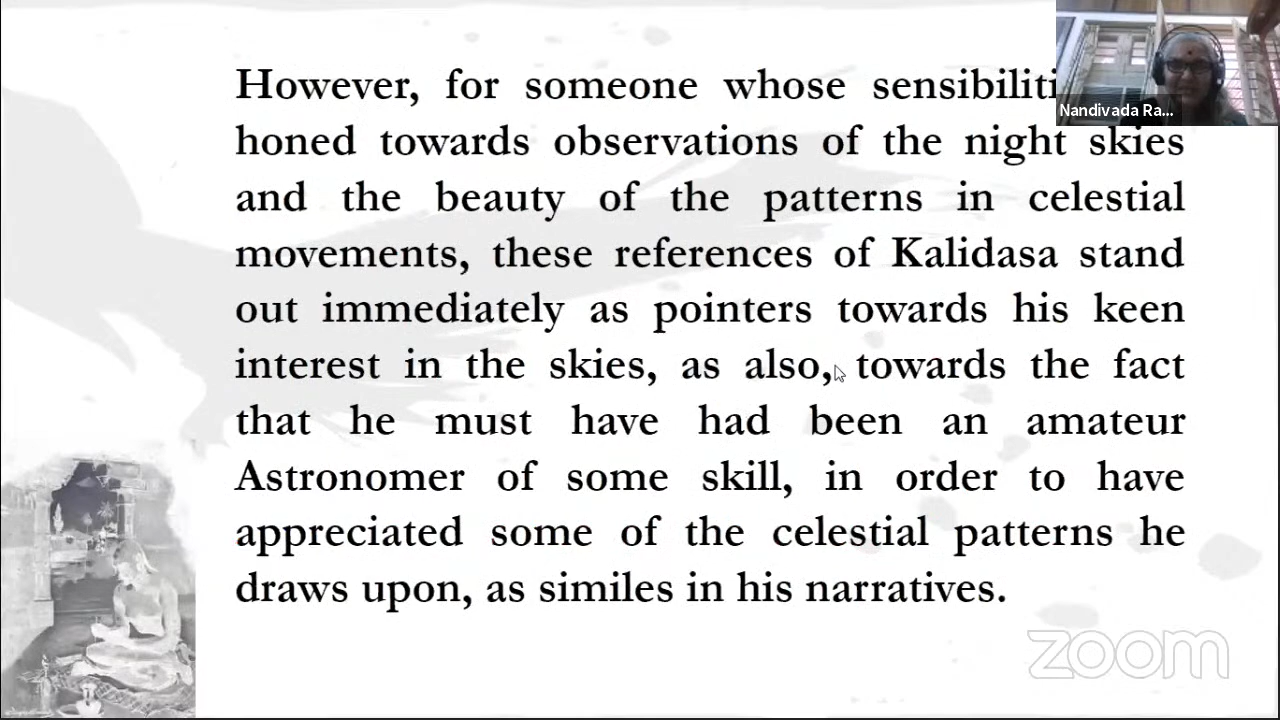 However, for someone whose
honed towards observations of the night skies
and the beauty of the patterns in celestial
movements, these references of Kalidasa stand
out immediately as pointers towards his keen
interest in the skies, as also, towards the fact
that he must have had been an amateur
Astronomer of some skill, in order to have
appreciated some of the celestial patterns he
draws upon, as similes in his narratives.
Nandivada Ra...
zoom